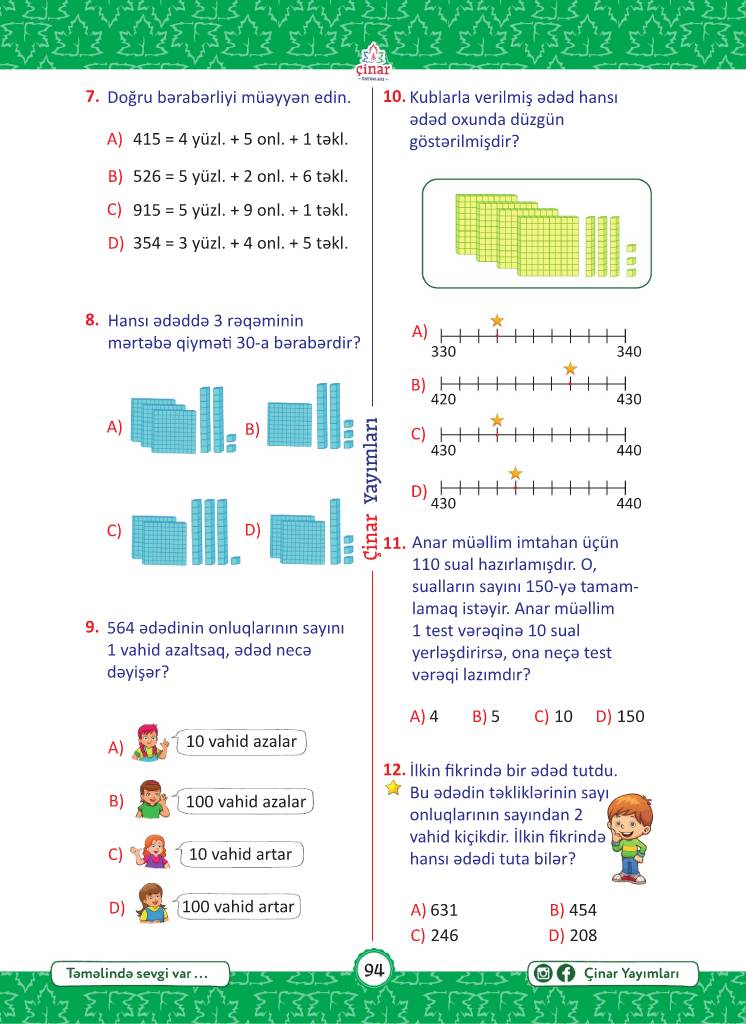 çinar
YAYIMLARI
7. Doğru bərabərliyi müəyyən edin.
A) 415 = 4 yüzl. + 5 onl. + 1 təkl.
B) 526 = 5 yüzl. + 2 onl. + 6 təkl.
C) 915 = 5 yüzl. + 9 onl. + 1 təkl.
D) 354 = 3 yüzl. + 4 onl. + 5 təkl.
8. Hansı ədəddə 3 rəqəminin
mərtəbə qiyməti 30-a bərabərdir?
A)
B)
C)
D)
9. 564 ədədinin onluqlarının sayını
1 vahid azaltsaq, ədəd necə
dəyişər?
A) 10 vahid azalar
B) 100 vahid azalar
C) 10 vahid artar
D) 100 vahid artar
Çinar Yayımları
10. Kublarla verilmiş ədəd hansı
ədəd oxunda düzgün
göstərilmişdir?
A)
330 340
B)
420 430
C)
430 440
D)
430 440
11. Anar müəllim imtahan üçün
110 sual hazırlamışdır. O,
sualların sayını 150-yə tamam-
lamaq istəyir. Anar müəllim
1 test vərəqinə 10 sual
yerləşdirirsə, ona neçə test
vərəqi lazımdır?
A) 4 B) 5 C) 10 D) 150
12. İlkin fikrində bir ədəd tutdu.
Bu ədədin təkliklərinin sayı
onluqlarının sayından 2
vahid kiçikdir. İlkin fikrində
hansı ədədi tuta bilər?
A) 631 B) 454
C) 246 D) 208
Təməlində sevgi var ...
94
Çinar Yayımları